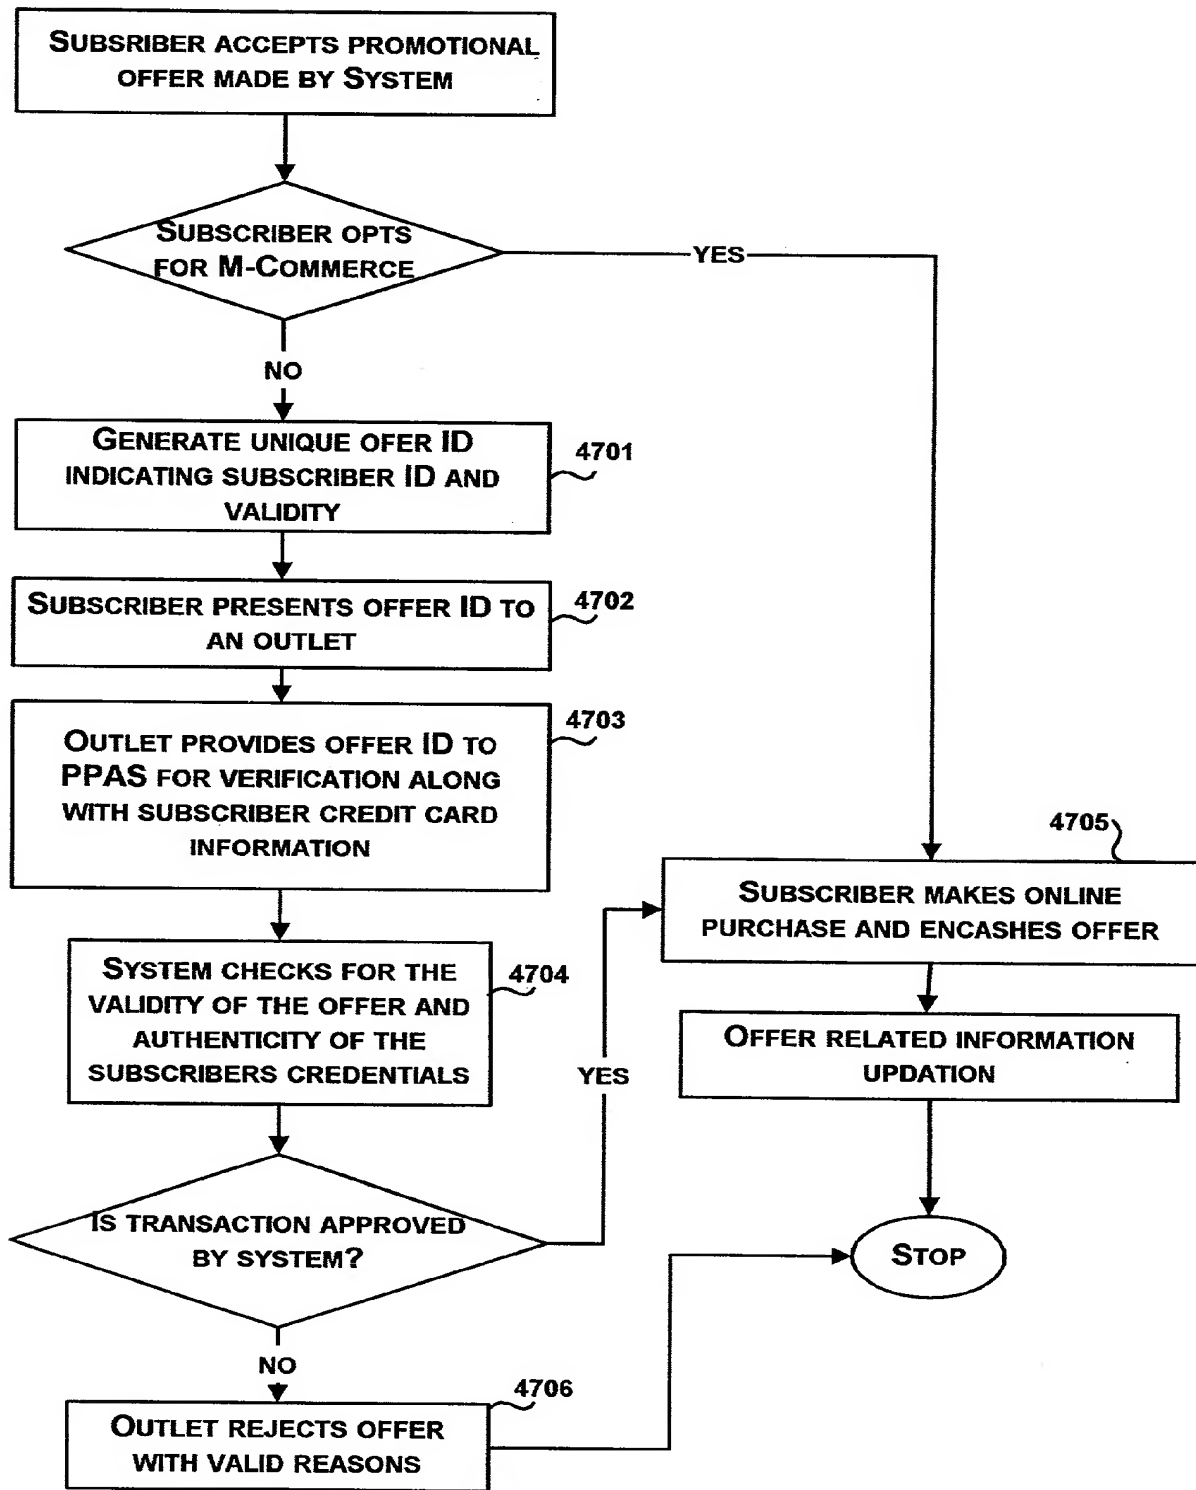 SUBSRIBER ACCEPTS PROMOTIONAL
OFFER MADE BY SYSTEM
SUBSCRIBER OPTS
FOR M-COMMERCE
YES
NO
GENERATE UNIQUE OFER ID
INDICATING SUBSCRIBER ID AND
VALIDITY
4701
SUBSCRIBER PRESENTS OFFER ID TO
AN OUTLET
4702
OUTLET PROVIDES OFFER ID TO
PPAS FOR VERIFICATION ALONG
WITH SUBSCRIBER CREDIT CARD
INFORMATION
4703
SYSTEM CHECKS FOR THE
VALIDITY OF THE OFFER AND
AUTHENTICITY OF THE
SUBSCRIBERS CREDENTIALS
4704
IS TRANSACTION APPROVED
BY SYSTEM?
YES
NO
4705
SUBSCRIBER MAKES ONLINE
PURCHASE AND ENCASHES OFFER
OFFER RELATED INFORMATION
UPDATION
STOP
4706
OUTLET REJECTS OFFER
WITH VALID REASONS